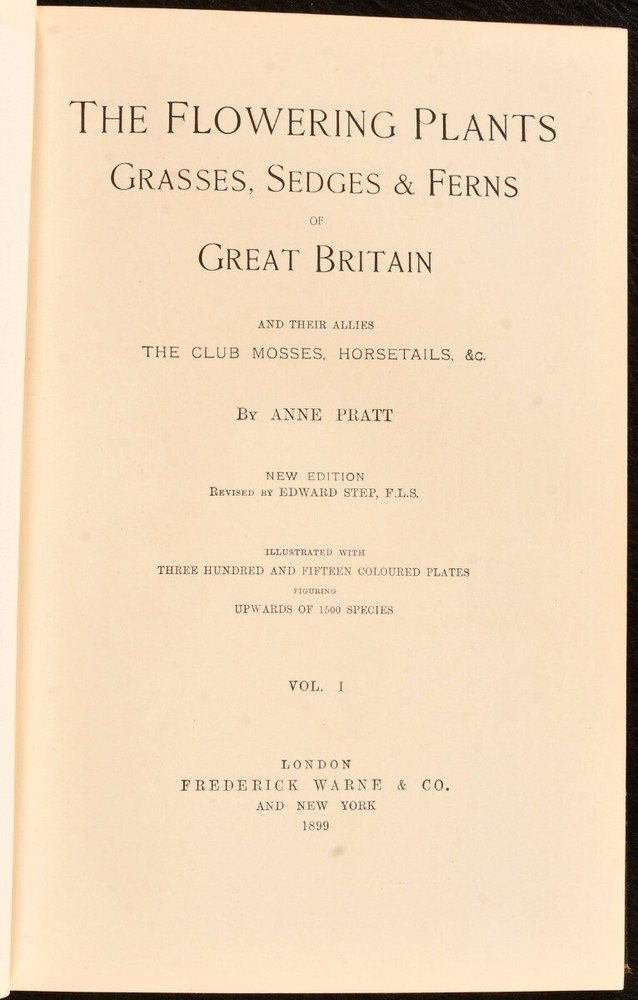 THE FLOWERING PLANTS
GRASSES, SEDGES & FERNS
OF
GREAT BRITAIN
AND THEIR ALLIES
THE CLUB MOSSES, HORSETAILS, &c.
BY ANNE PRATT
NEW EDITION
REVISED BY EDWARD STEP, F.L.S.
ILLUSTRATED WITH
THREE HUNDRED AND FIFTEEN COLOURED PLATES
FIGURING
UPWARDS OF 1500 SPECIES
VOL. I
LONDON
FREDERICK WARNE & CO.
AND NEW YORK
1899